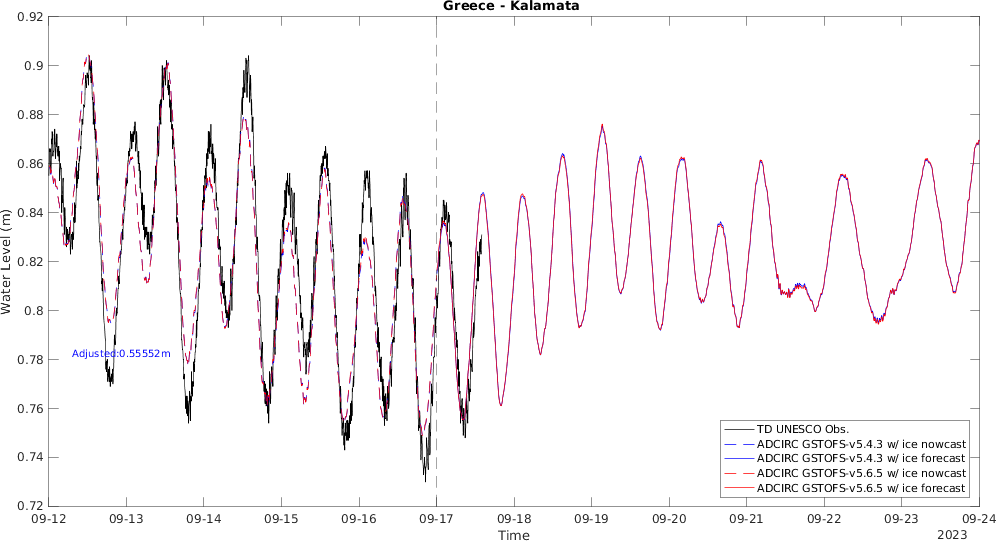 Greece - Kalamata
0.92
0.9
0.88
0.86
0.84
0.82
0.8
0.78
0.76
0.74
0.72
Water Level (m)
Adjusted:0.55552m
TD UNESCO Obs.
ADCIRC GSTOFS-v5.4.3 w/ ice nowcast
ADCIRC GSTOFS-v5.4.3 w/ ice forecast
ADCIRC GSTOFS-v5.6.5 w/ ice nowcast
ADCIRC GSTOFS-v5.6.5 w/ ice forecast
09-12 09-13 09-14 09-15 09-16 09-17 09-18 09-19 09-20 09-21 09-22 09-23 09-24
Time
2023